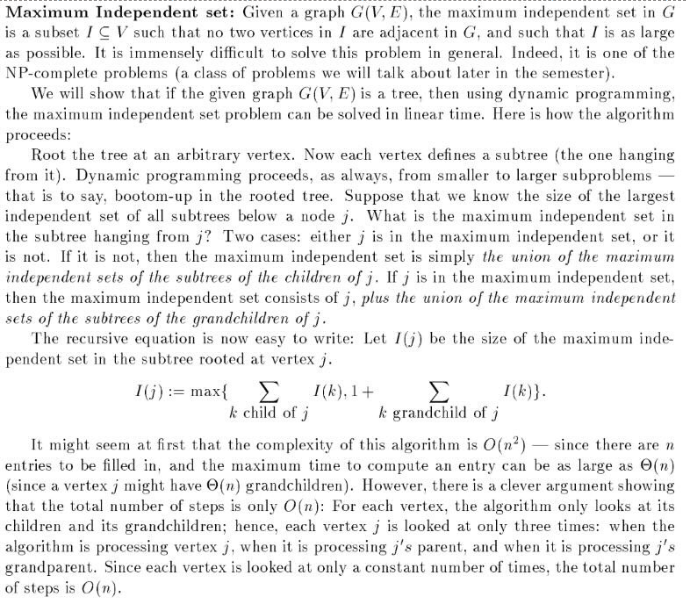 Maximum Independent set: Given a graph G(V, E), the maximum independent set in G
is a subset I ⊆ V such that no two vertices in I are adjacent in G, and such that I is as large
as possible. It is immensely difficult to solve this problem in general. Indeed, it is one of the
NP-complete problems (a class of problems we will talk about later in the semester).
We will show that if the given graph G(V, E) is a tree, then using dynamic programming,
the maximum independent set problem can be solved in linear time. Here is how the algorithm
proceeds:
Root the tree at an arbitrary vertex. Now each vertex defines a subtree (the one hanging
from it). Dynamic programming proceeds, as always, from smaller to larger subproblems —
that is to say, bootom-up in the rooted tree. Suppose that we know the size of the largest
independent set of all subtrees below a node j. What is the maximum independent set in
the subtree hanging from j? Two cases: either j is in the maximum independent set, or it
is not. If it is not, then the maximum independent set is simply the union of the maximum
independent sets of the subtrees of the children of j. If j is in the maximum independent set,
then the maximum independent set consists of j, plus the union of the maximum independent
sets of the subtrees of the grandchildren of j.
The recursive equation is now easy to write: Let I(j) be the size of the maximum inde-
pendent set in the subtree rooted at vertex j.
I(j) := max{ ∑ I(k), 1 + ∑ I(k)}.
k child of j k grandchild of j
It might seem at first that the complexity of this algorithm is O(n²) — since there are n
entries to be filled in, and the maximum time to compute an entry can be as large as Θ(n)
(since a vertex j might have Θ(n) grandchildren). However, there is a clever argument showing
that the total number of steps is only O(n): For each vertex, the algorithm only looks at its
children and its grandchildren; hence, each vertex j is looked at only three times: when the
algorithm is processing vertex j, when it is processing j's parent, and when it is processing j's
grandparent. Since each vertex is looked at only a constant number of times, the total number
of steps is O(n).